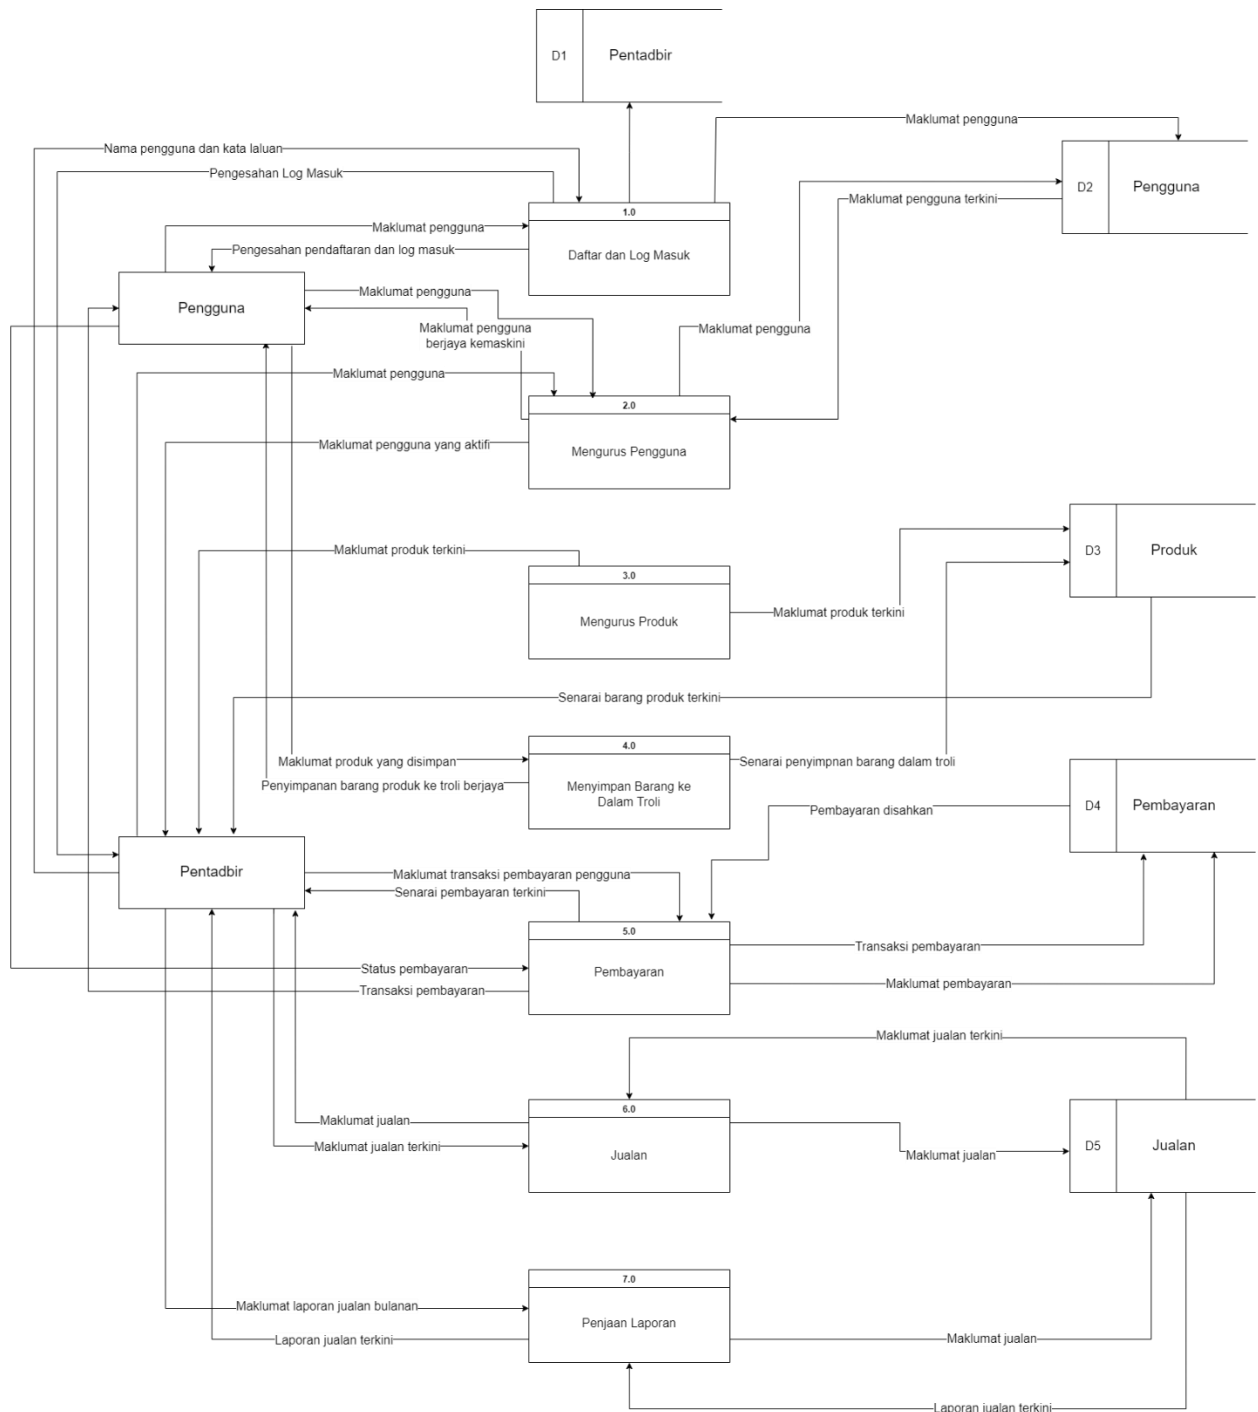 D1
Pentadbir
Maklumat pengguna
Nama pengguna dan kata laluan
Pengesahan Log Masuk
D2
Pengguna
Maklumat pengguna terkini
1.0
Daftar dan Log Masuk
Maklumat pengguna
Pengesahan pendaftaran dan log masuk
Pengguna
Maklumat pengguna
Maklumat pengguna
berjaya kemaskini
Maklumat pengguna
Maklumat pengguna
2.0
Mengurus Pengguna
Maklumat pengguna yang aktifi
D3
Produk
Maklumat produk terkini
3.0
Mengurus Produk
Maklumat produk terkini
Senarai barang produk terkini
4.0
Menyimpan Barang ke
Dalam Troli
Maklumat produk yang disimpan
Senarai penyimpnan barang dalam troli
Penyimpanan barang produk ke troli berjaya
D4
Pembayaran
Pembayaran disahkan
Pentadbir
Maklumat transaksi pembayaran pengguna
Senarai pembayaran terkini
5.0
Pembayaran
Transaksi pembayaran
Status pembayaran
Maklumat pembayaran
Transaksi pembayaran
Maklumat jualan terkini
6.0
Jualan
Maklumat jualan
Maklumat jualan terkini
Maklumat jualan
D5
Jualan
7.0
Penjaan Laporan
Maklumat laporan jualan bulanan
Laporan jualan terkini
Maklumat jualan
Laporan jualan terkini